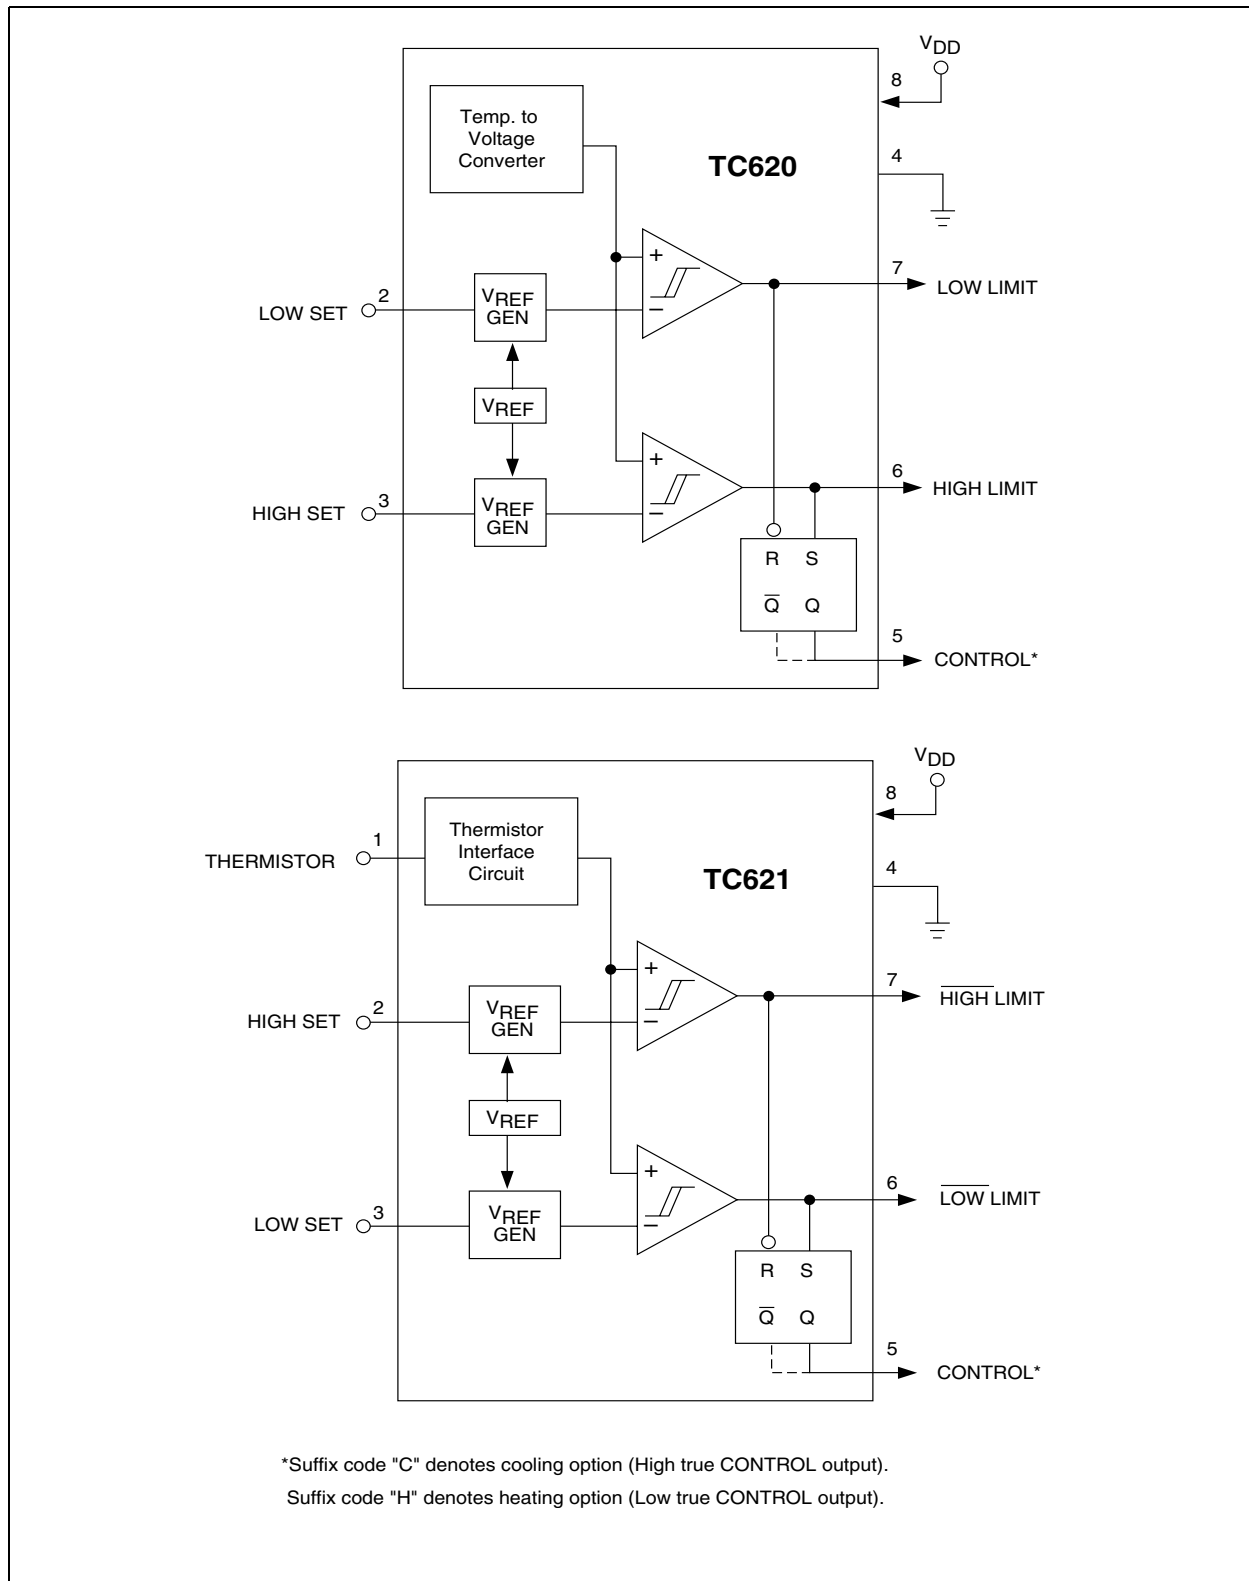 VDD
8
Temp. to
Voltage
Converter
TC620
4
+
7
LOW LIMIT
2
LOW SET
VREF
GEN
−
VREF
+
6
HIGH LIMIT
3
HIGH SET
VREF
GEN
−
R S
Q̅ Q
5
CONTROL*
VDD
8
1
THERMISTOR
Thermistor
Interface
Circuit
TC621
4
+
7
H̅I̅G̅H̅ LIMIT
2
HIGH SET
VREF
GEN
−
VREF
+
6
L̅O̅W̅ LIMIT
3
LOW SET
VREF
GEN
−
R S
Q̅ Q
5
CONTROL*
*Suffix code "C" denotes cooling option (High true CONTROL output).
Suffix code "H" denotes heating option (Low true CONTROL output).